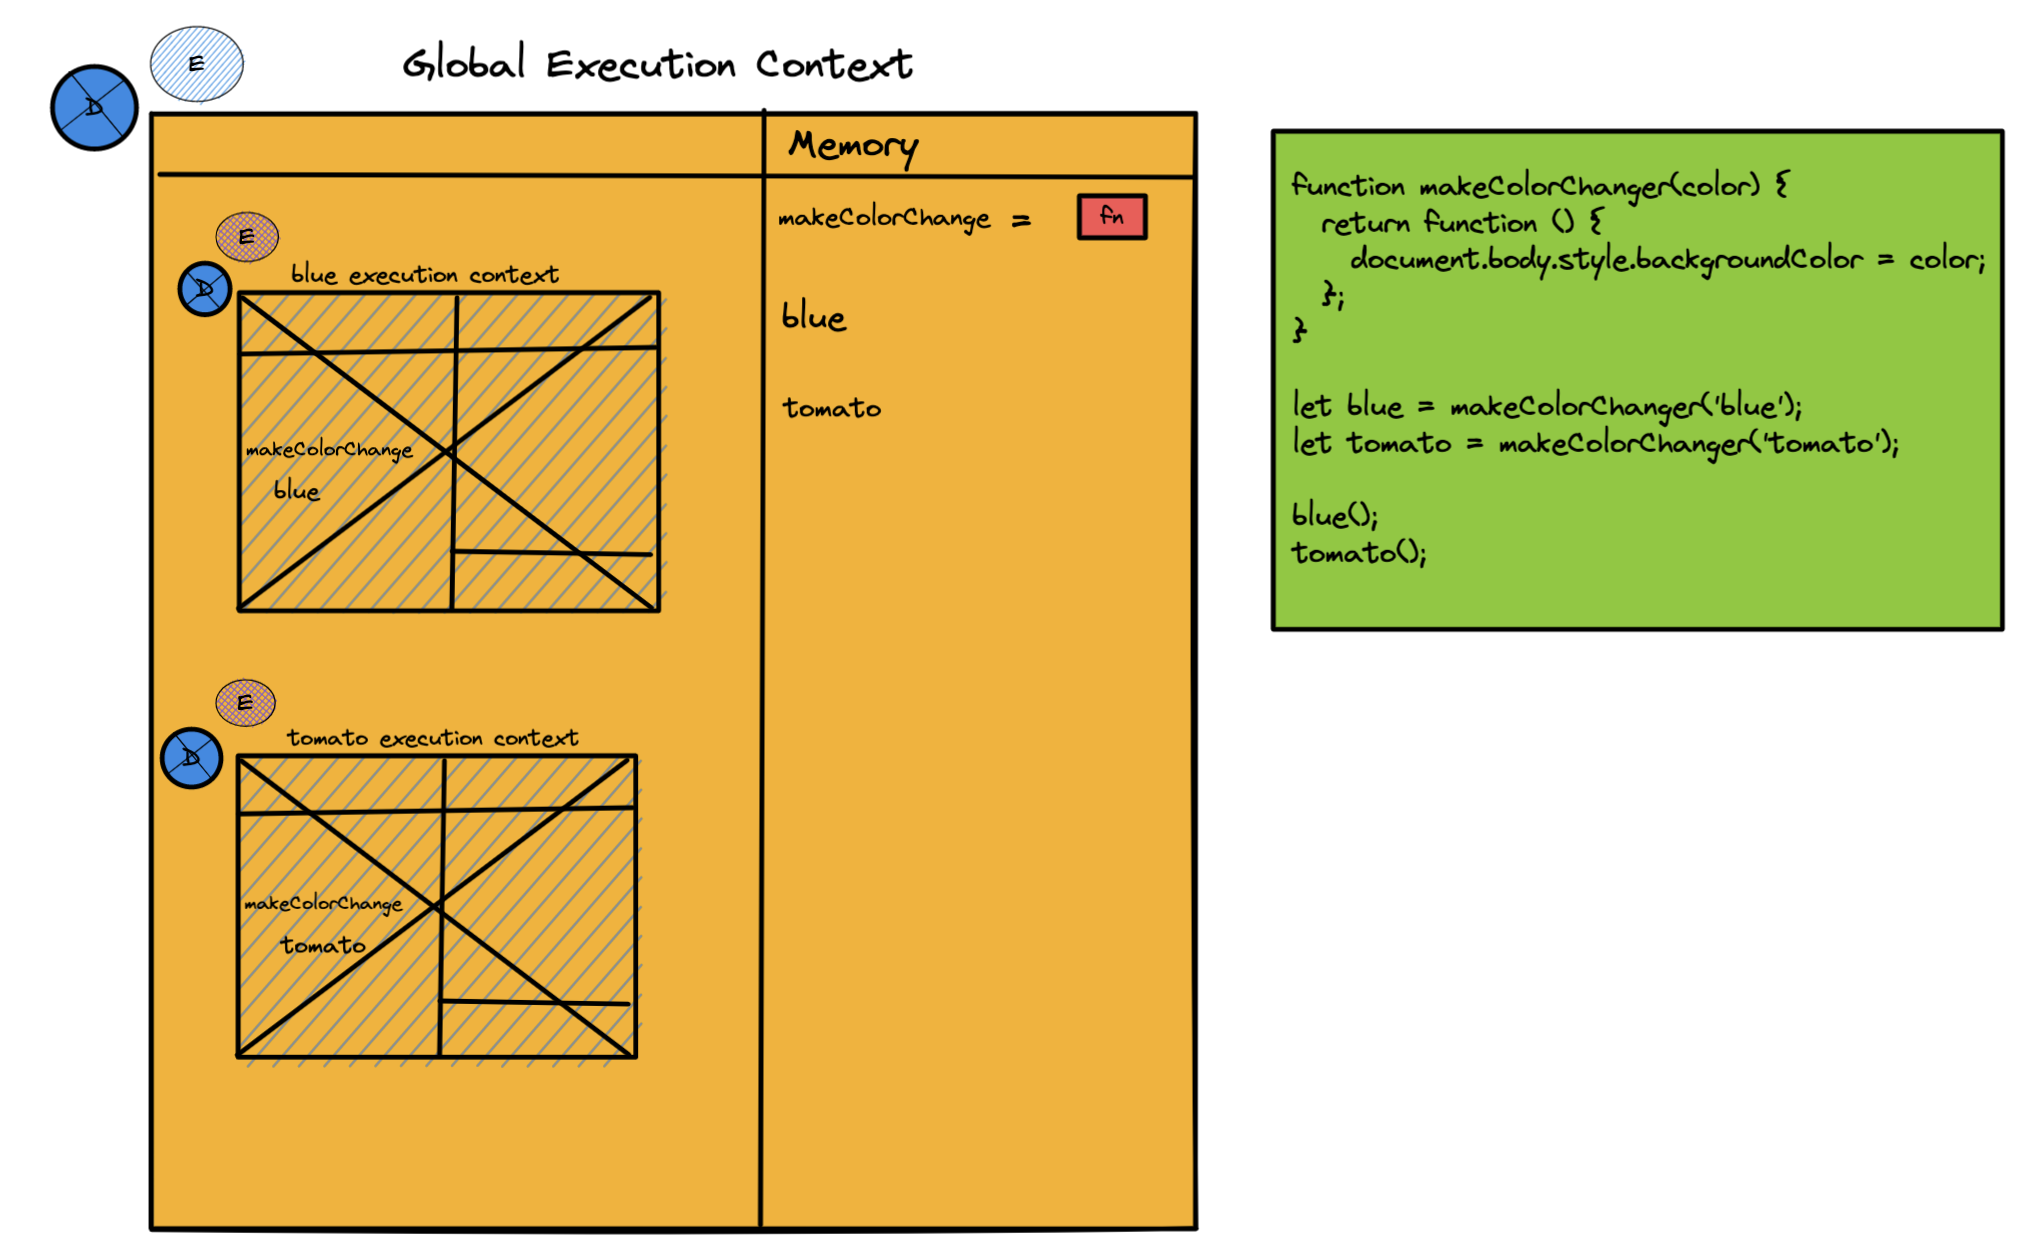 E
Global Execution Context
D
Memory
makeColorChange = fn
E
blue execution context
D
blue
tomato
makeColorChange
blue
E
tomato execution context
D
makeColorChange
tomato
function makeColorChanger(color) {
return function () {
document.body.style.backgroundColor = color;
};
}
let blue = makeColorChanger('blue');
let tomato = makeColorChanger('tomato');
blue();
tomato();